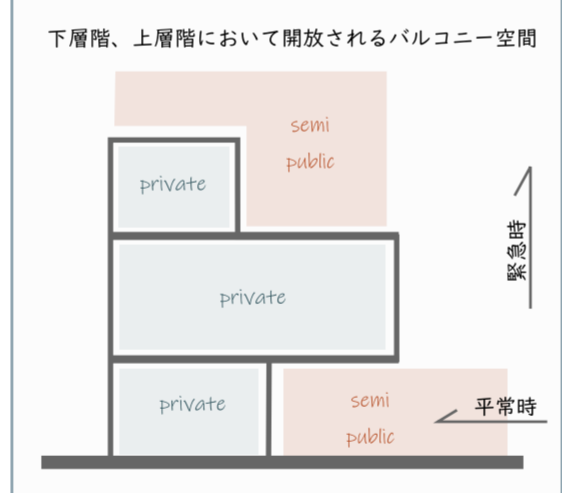 下層階、上層階において開放されるバルコニー空間
semi
public
private
緊急時
private
private
semi
public
平常時